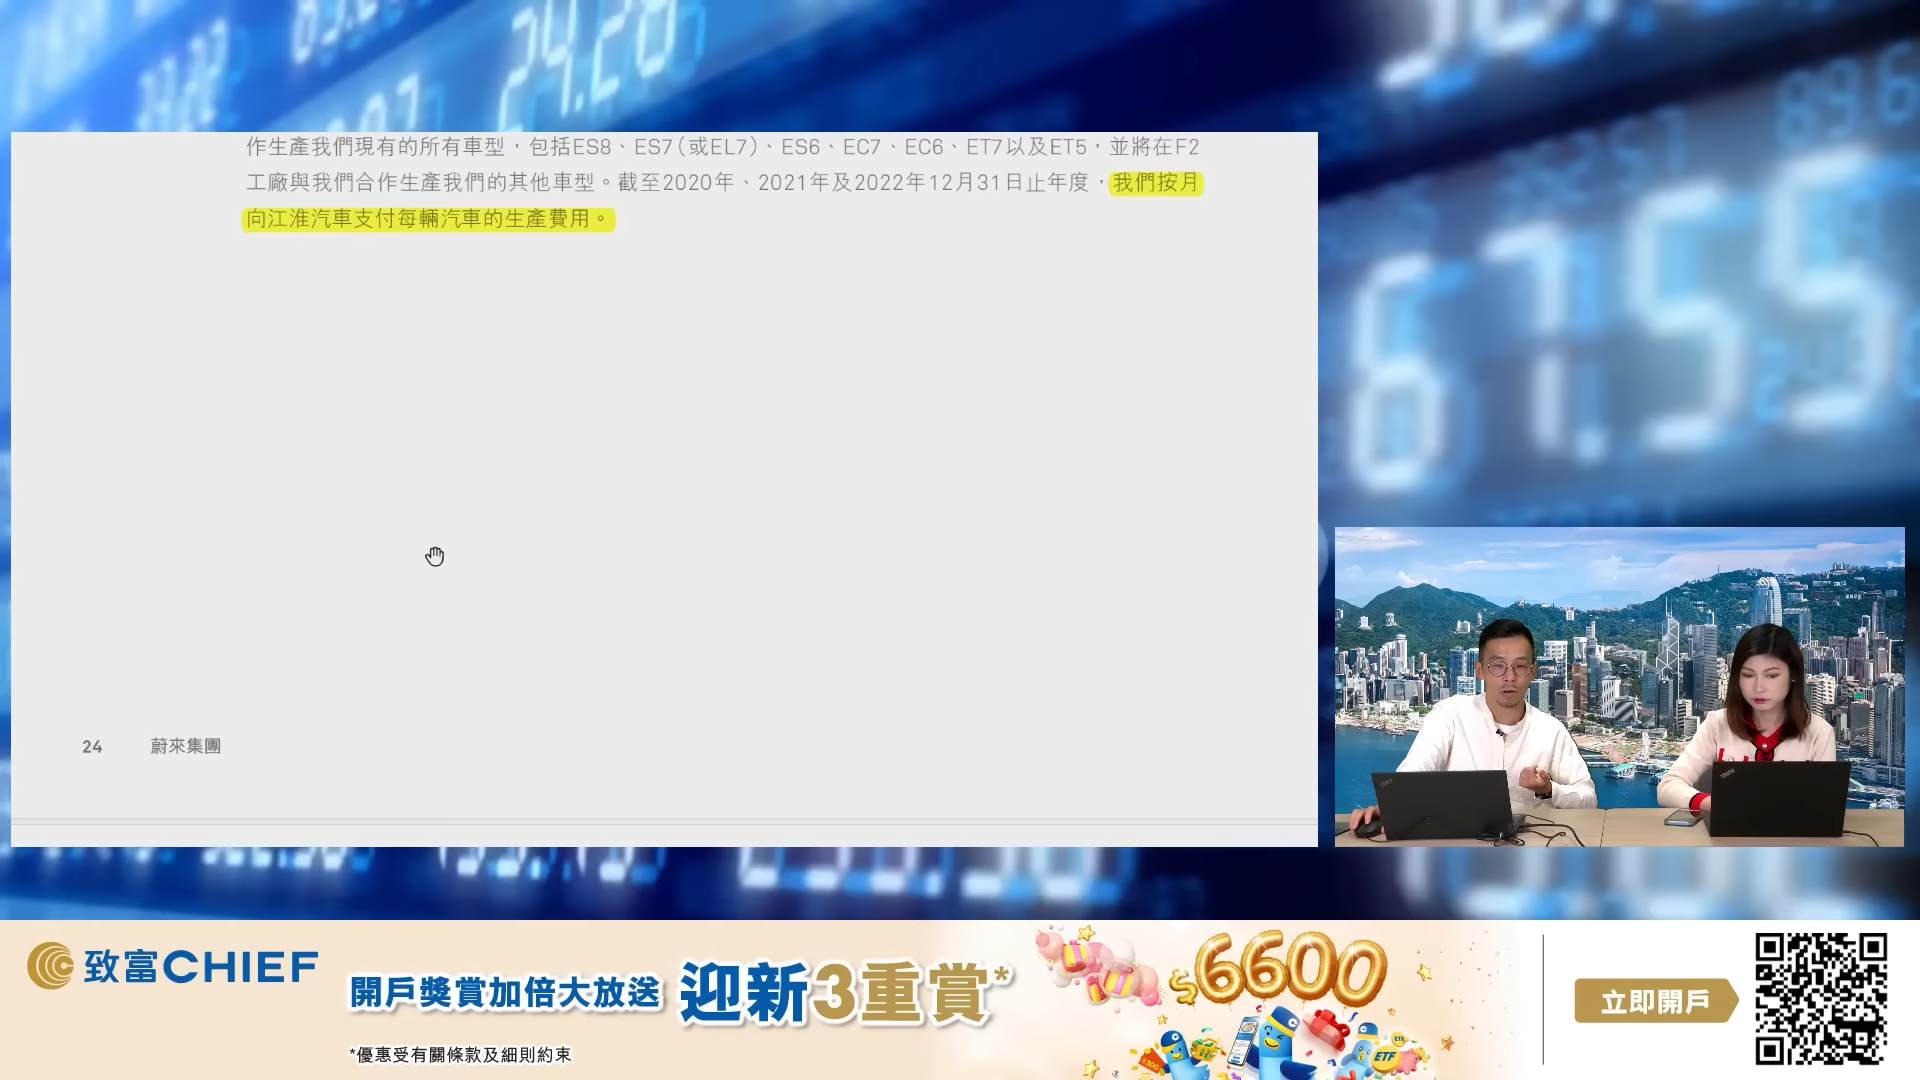 24.28
67.55
作生產我們現有的所有車型，包括ES8、ES7（或EL7）、ES6、EC7、EC6、ET7以及ET5，並將在F2
工廠與我們合作生產我們的其他車型。截至2020年、2021年及2022年12月31日止年度，我們按月
向江淮汽車支付每輛汽車的生產費用。
24 蔚來集團
致富CHIEF
開戶獎賞加倍大放送 迎新3重賞*
*優惠受有關條款及細則約束
$6600
ETF
立即開戶